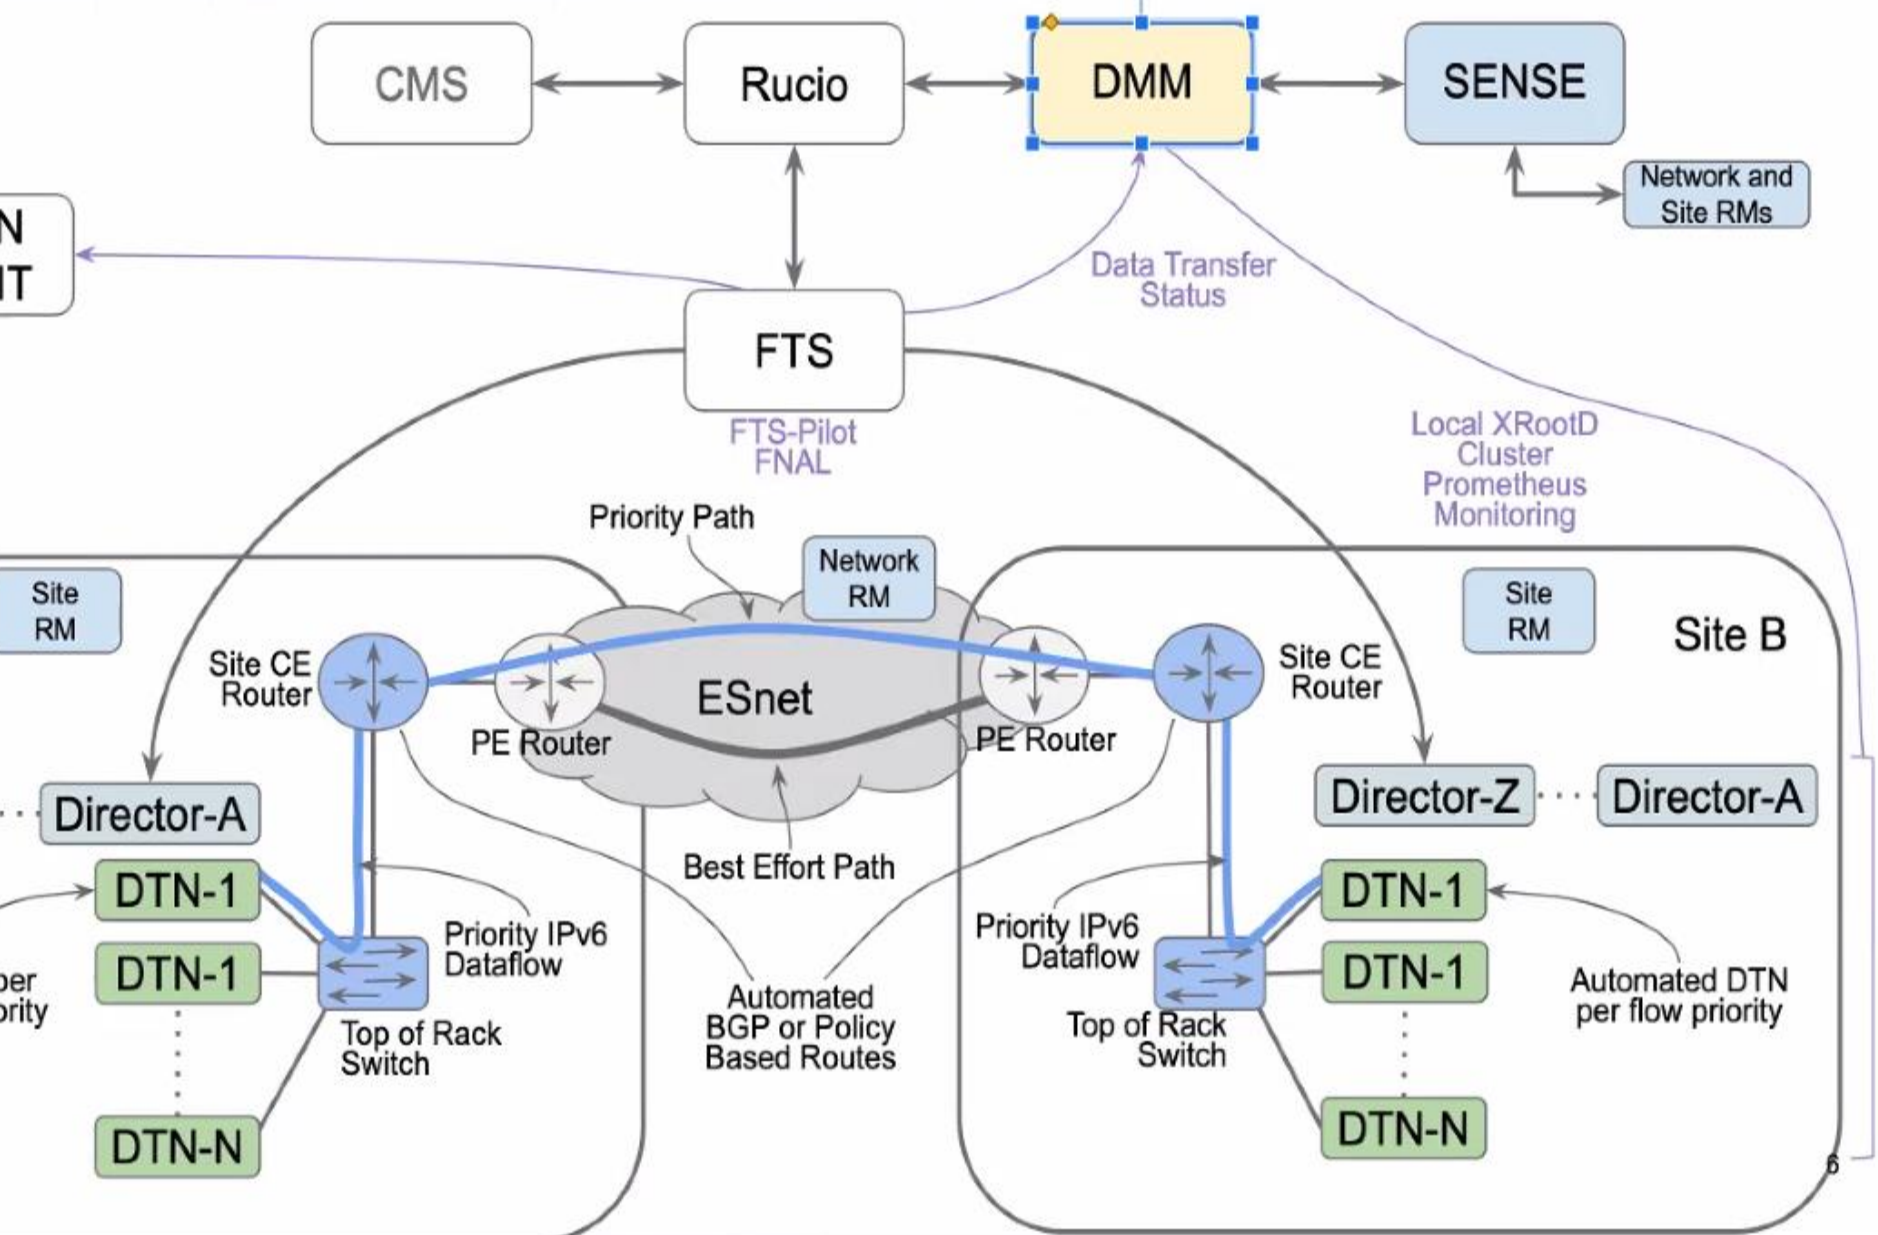 CMS
Rucio
DMM
SENSE
Network and
Site RMs
N
IT
Data Transfer
Status
FTS
FTS-Pilot
FNAL
Local XRootD
Cluster
Prometheus
Monitoring
Priority Path
Network
RM
Site
RM
Site
RM
Site B
Site CE
Router
Site CE
Router
ESnet
PE Router
PE Router
Director-A
Director-Z
Director-A
Best Effort Path
DTN-1
DTN-1
Priority IPv6
Dataflow
Priority IPv6
Dataflow
DTN-1
DTN-1
per
ority
Automated DTN
per flow priority
Automated
BGP or Policy
Based Routes
Top of Rack
Switch
Top of Rack
Switch
DTN-N
DTN-N
6